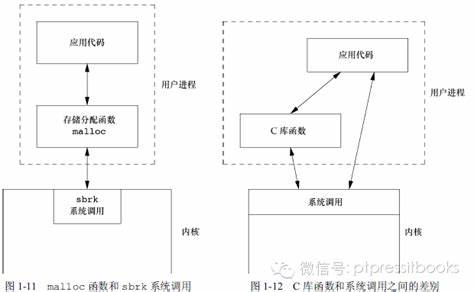 应用代码
用户进程
存储分配函数
malloc
sbrk
系统调用
内核
图 1-11 malloc 函数和 sbrk 系统调用
应用代码
用户进程
C 库函数
系统调用
内核
微信号: ptpressitbooks
图 1-12 C 库函数和系统调用之间的差别